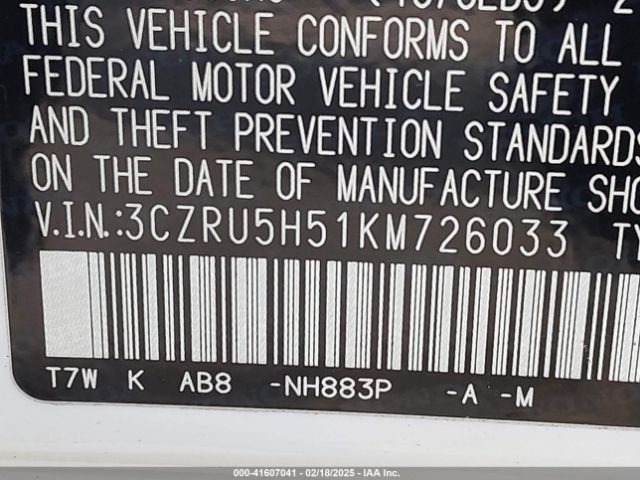 THIS VEHICLE CONFORMS TO ALL
FEDERAL MOTOR VEHICLE SAFETY
AND THEFT PREVENTION STANDARDS
ON THE DATE OF MANUFACTURE SHO
V.I.N.:3CZRU5H51KM726033 TY
T7W K AB8 -NH883P -A -M
000-41607041 | 02/18/2025 | IAA Inc.